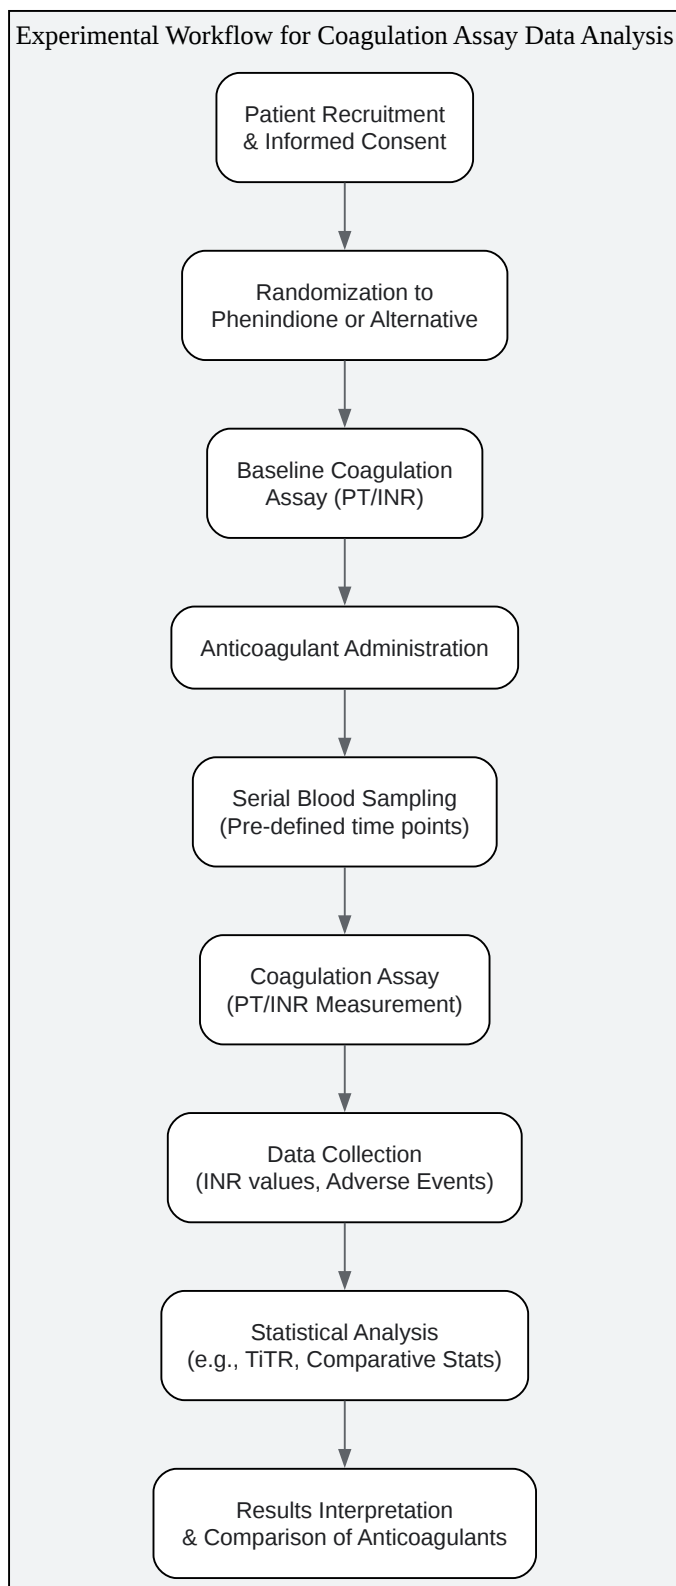 Experimental Workflow for Coagulation Assay Data Analysis
Patient Recruitment
& Informed Consent
Randomization to
Phenindione or Alternative
Baseline Coagulation
Assay (PT/INR)
Anticoagulant Administration
Serial Blood Sampling
(Pre-defined time points)
Coagulation Assay
(PT/INR Measurement)
Data Collection
(INR values, Adverse Events)
Statistical Analysis
(e.g., TiTR, Comparative Stats)
Results Interpretation
& Comparison of Anticoagulants